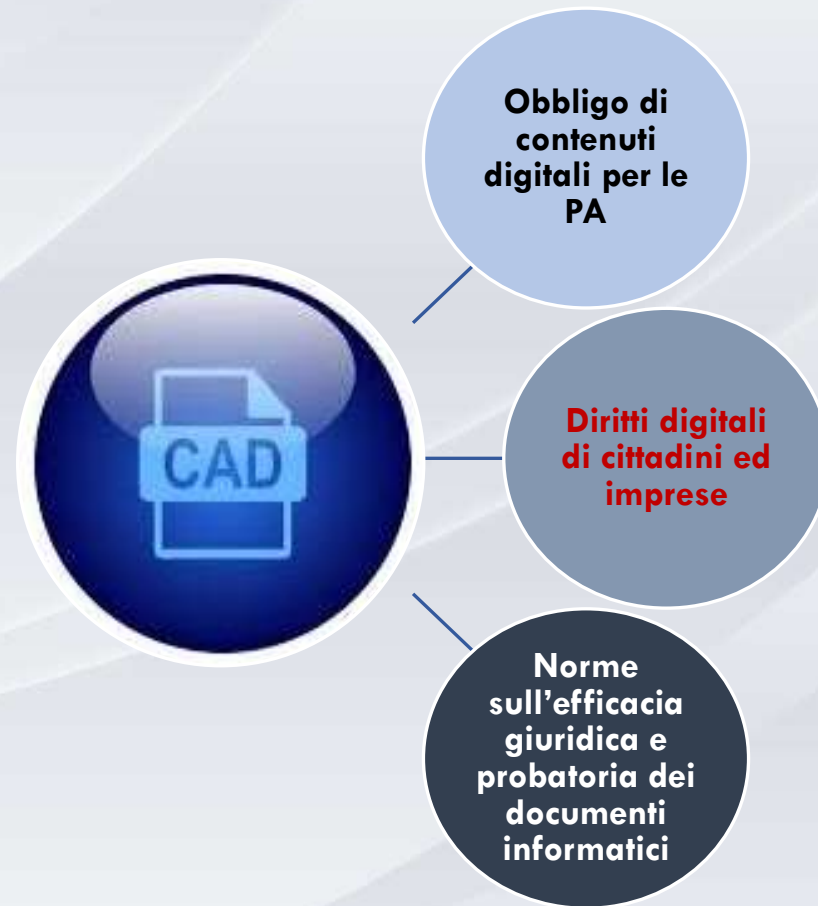 Obbligo di
contenuti
digitali per le
PA
CAD
Diritti digitali
di cittadini ed
imprese
Norme
sull’efficacia
giuridica e
probatoria dei
documenti
informatici